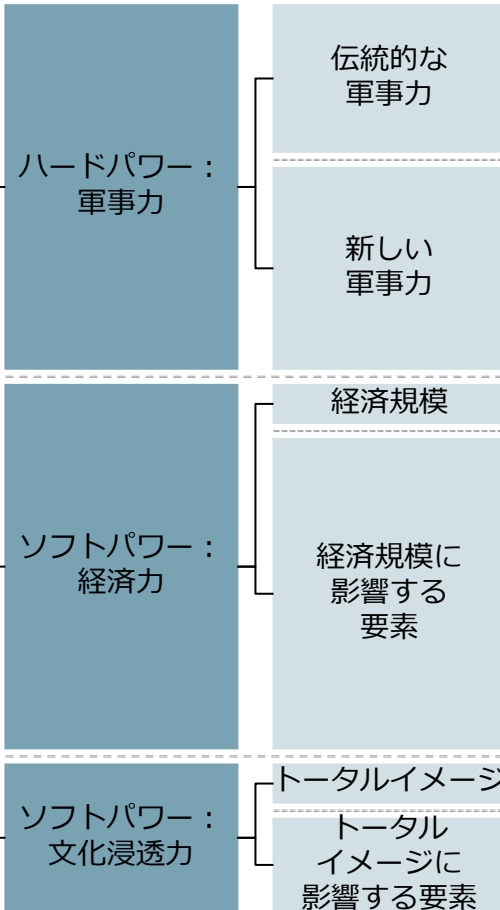 ハードパワー：
軍事力
伝統的な
軍事力
新しい
軍事力
ソフトパワー：
経済力
経済規模
経済規模に
影響する
要素
ソフトパワー：
文化浸透力
トータルイメージ
トータル
イメージに
影響する要素